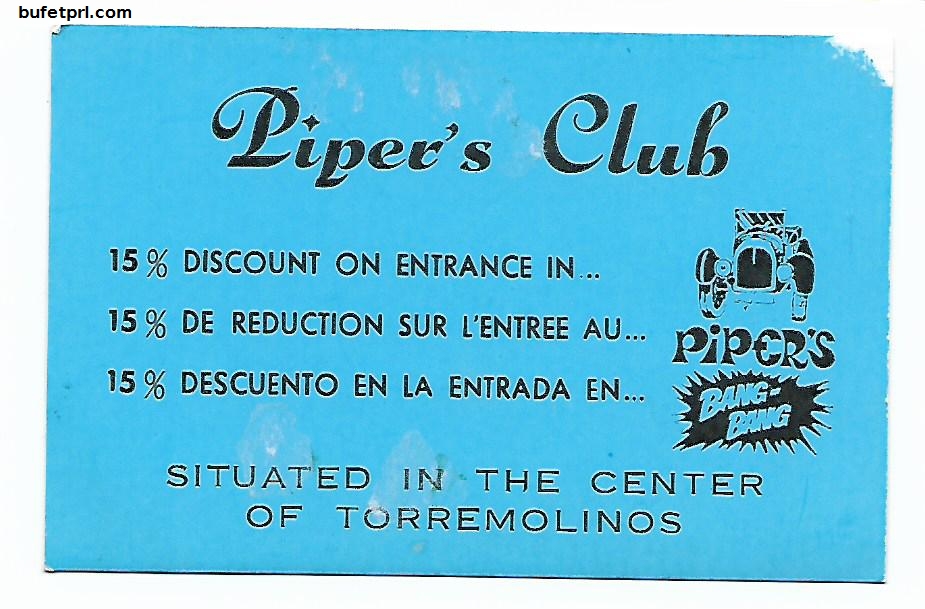 bufetprl.com
Piper's Club
15% DISCOUNT ON ENTRANCE IN...
15% DE REDUCTION SUR L'ENTREE AU...
15% DESCUENTO EN LA ENTRADA EN...
PiPER'S
BANG-
BANG
SITUATED IN THE CENTER
OF TORREMOLINOS